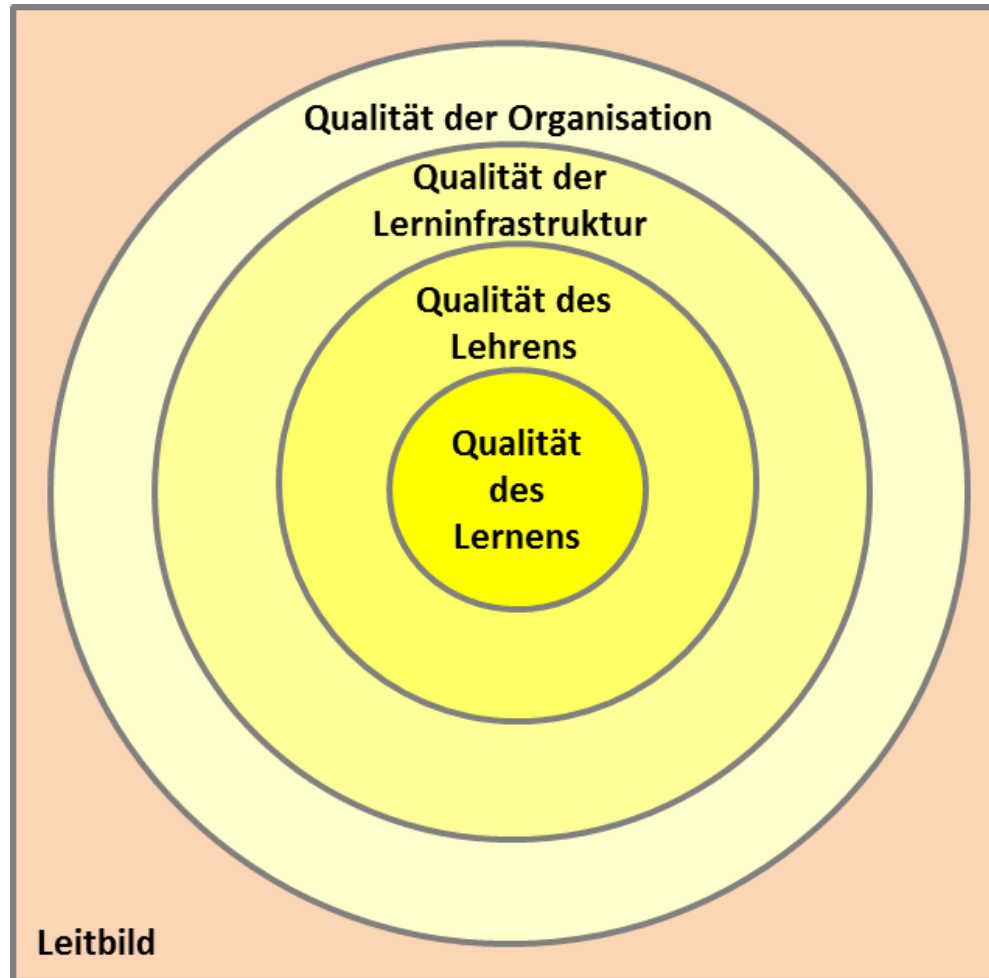 Qualität der Organisation
Qualität der
Lerninfrastruktur
Qualität des
Lehrens
Qualität
des
Lernens
Leitbild